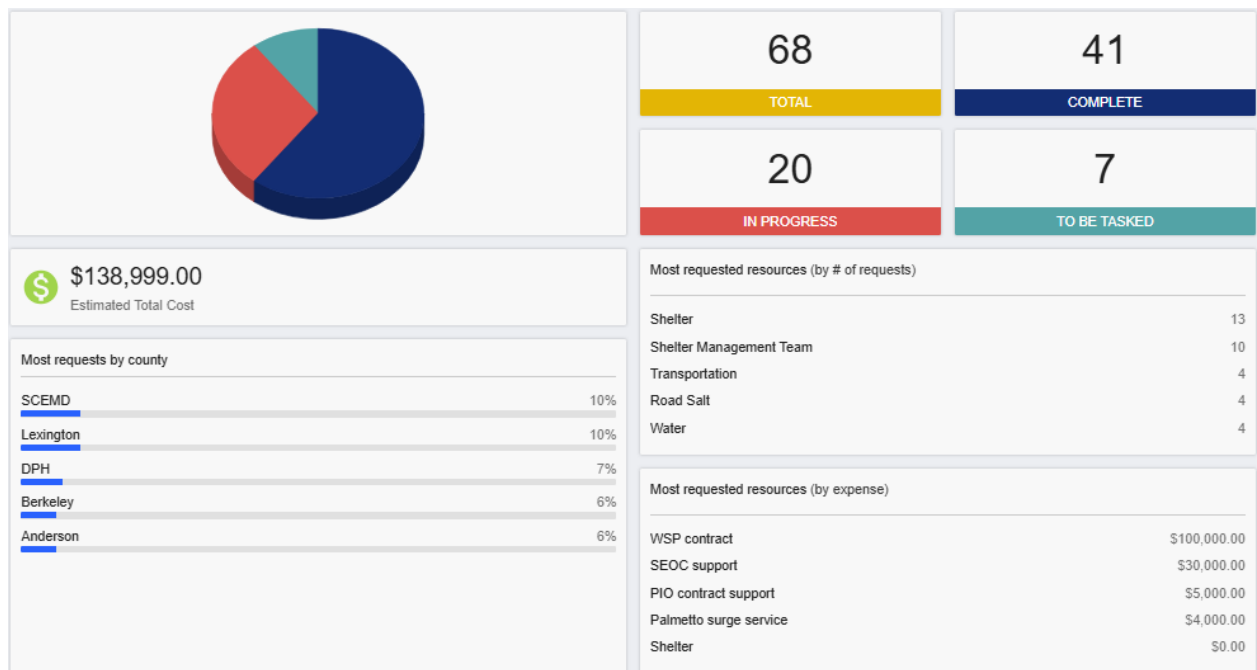 68
TOTAL
41
COMPLETE
20
IN PROGRESS
7
TO BE TASKED
$
$138,999.00
Estimated Total Cost
Most requests by county
SCEMD 10%
Lexington 10%
DPH 7%
Berkeley 6%
Anderson 6%
Most requested resources (by # of requests)
Shelter 13
Shelter Management Team 10
Transportation 4
Road Salt 4
Water 4
Most requested resources (by expense)
WSP contract $100,000.00
SEOC support $30,000.00
PIO contract support $5,000.00
Palmetto surge service $4,000.00
Shelter $0.00